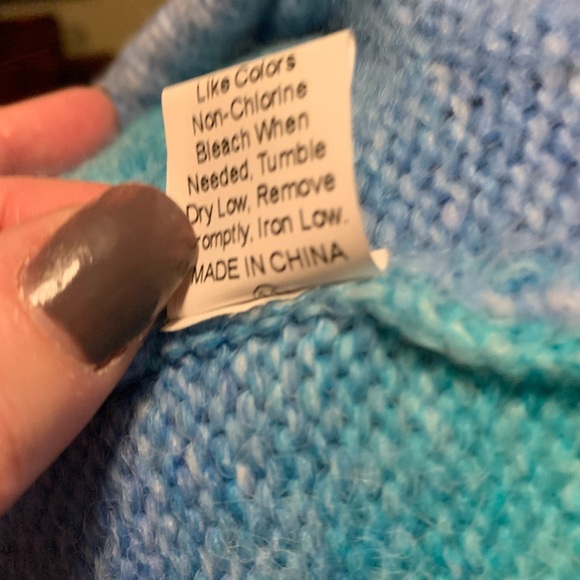 Like Colors
Non-Chlorine
Bleach When
Needed, Tumble
Dry Low, Remove
romptly, Iron Low.
MADE IN CHINA